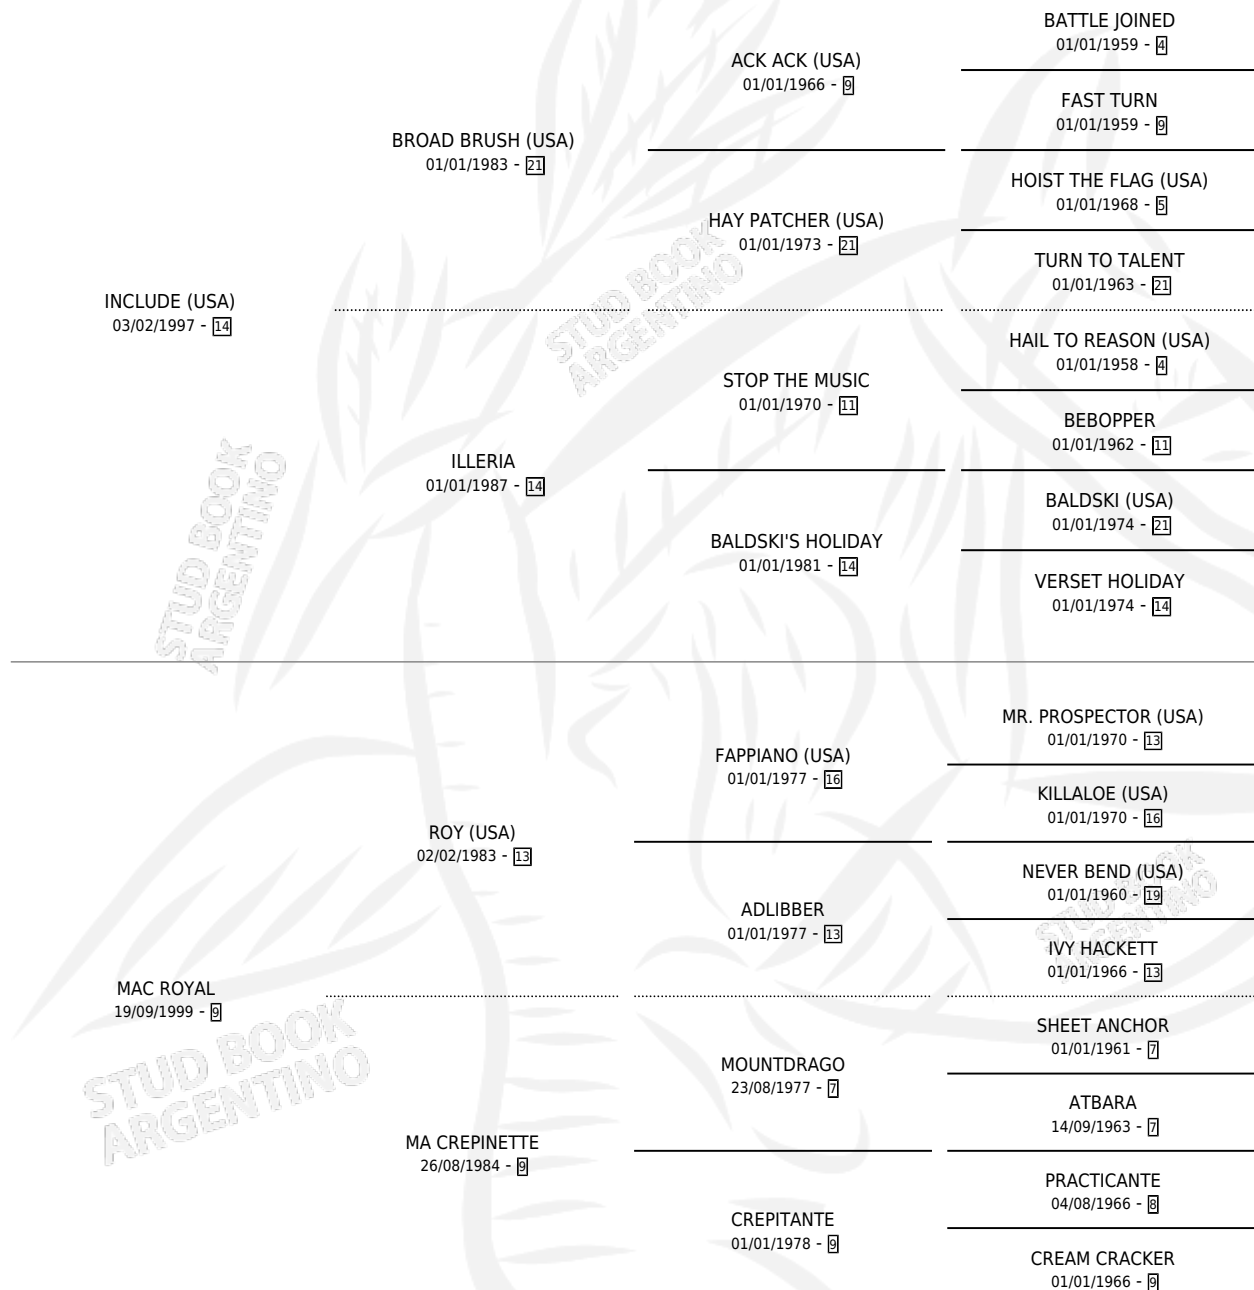 BATTLE JOINED
01/01/1959 - 4
ACK ACK (USA)
01/01/1966 - 9
FAST TURN
01/01/1959 - 9
BROAD BRUSH (USA)
01/01/1983 - 21
HOIST THE FLAG (USA)
01/01/1968 - 5
HAY PATCHER (USA)
01/01/1973 - 21
TURN TO TALENT
01/01/1963 - 21
INCLUDE (USA)
03/02/1997 - 14
STUD BOOK
ARGENTINO
HAIL TO REASON (USA)
01/01/1958 - 4
STOP THE MUSIC
01/01/1970 - 11
BEBOPPER
01/01/1962 - 11
ILLERIA
01/01/1987 - 14
BALDSKI (USA)
01/01/1974 - 21
BALDSKI'S HOLIDAY
01/01/1981 - 14
VERSET HOLIDAY
01/01/1974 - 14
STUD BOOK
ARGENTINO
MR. PROSPECTOR (USA)
01/01/1970 - 13
FAPPIANO (USA)
01/01/1977 - 16
KILLALOE (USA)
01/01/1970 - 16
ROY (USA)
02/02/1983 - 13
NEVER BEND (USA)
01/01/1960 - 19
ADLIBBER
01/01/1977 - 13
STUD BOOK
ARGENTINO
IVY HACKETT
01/01/1966 - 13
MAC ROYAL
19/09/1999 - 9
SHEET ANCHOR
01/01/1961 - 7
STUD BOOK
ARGENTINO
MOUNTDRAGO
23/08/1977 - 7
ATBARA
14/09/1963 - 7
MA CREPINETTE
26/08/1984 - 9
PRACTICANTE
04/08/1966 - 8
CREPITANTE
01/01/1978 - 9
CREAM CRACKER
01/01/1966 - 9